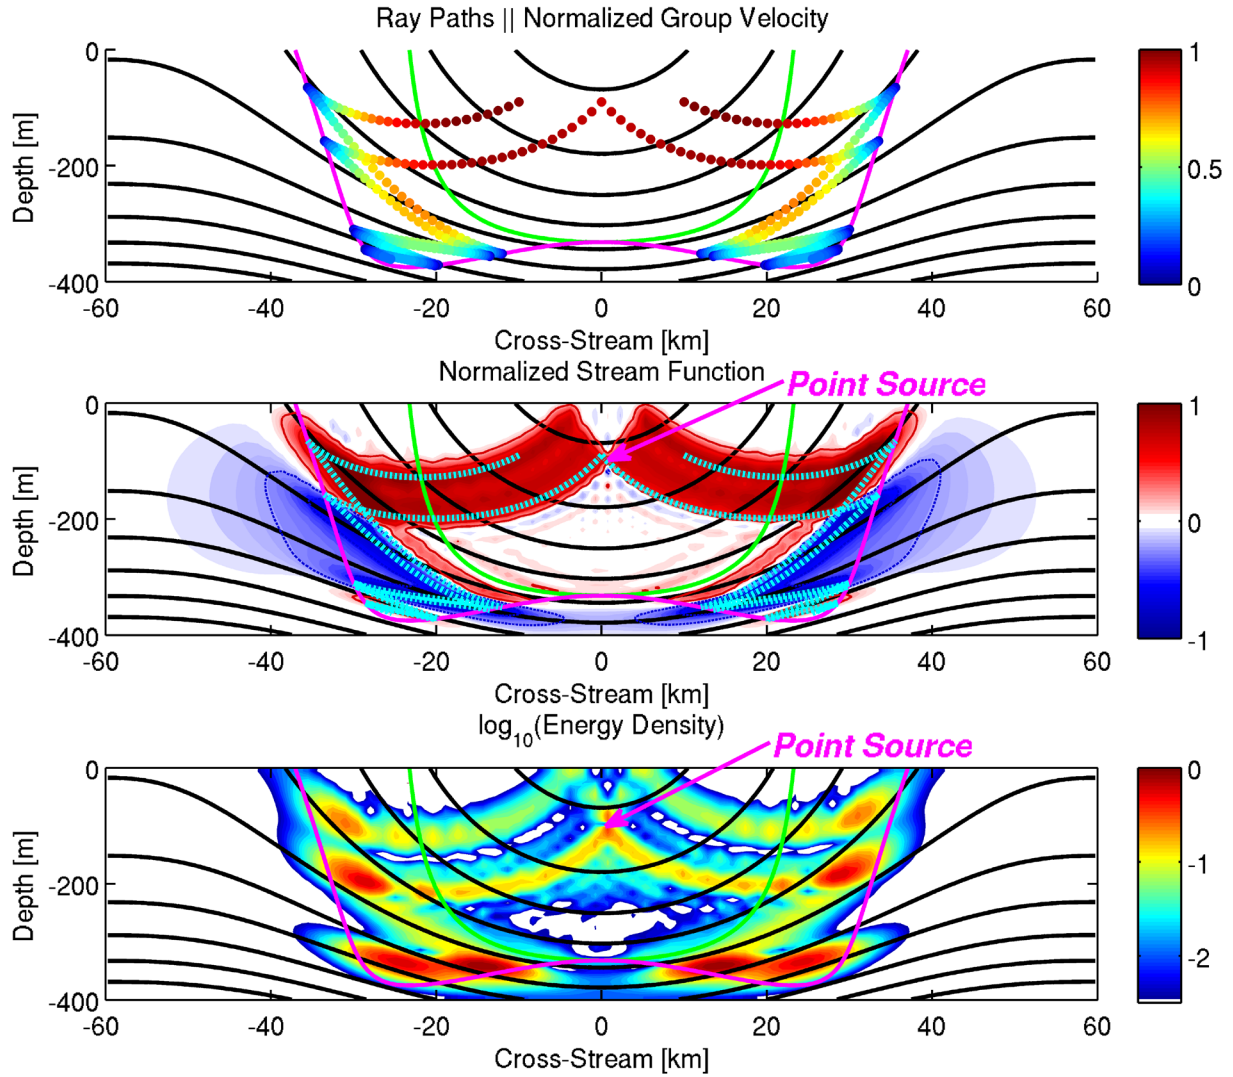 Ray Paths || Normalized Group Velocity
0
-200
-400
Depth [m]
-60 -40 -20 0 20 40 60
Cross-Stream [km]
1
0.5
0
Normalized Stream Function
Point Source
0
-200
-400
Depth [m]
-60 -40 -20 0 20 40 60
Cross-Stream [km]
1
0
-1
log10(Energy Density)
Point Source
0
-200
-400
Depth [m]
-60 -40 -20 0 20 40 60
Cross-Stream [km]
0
-1
-2